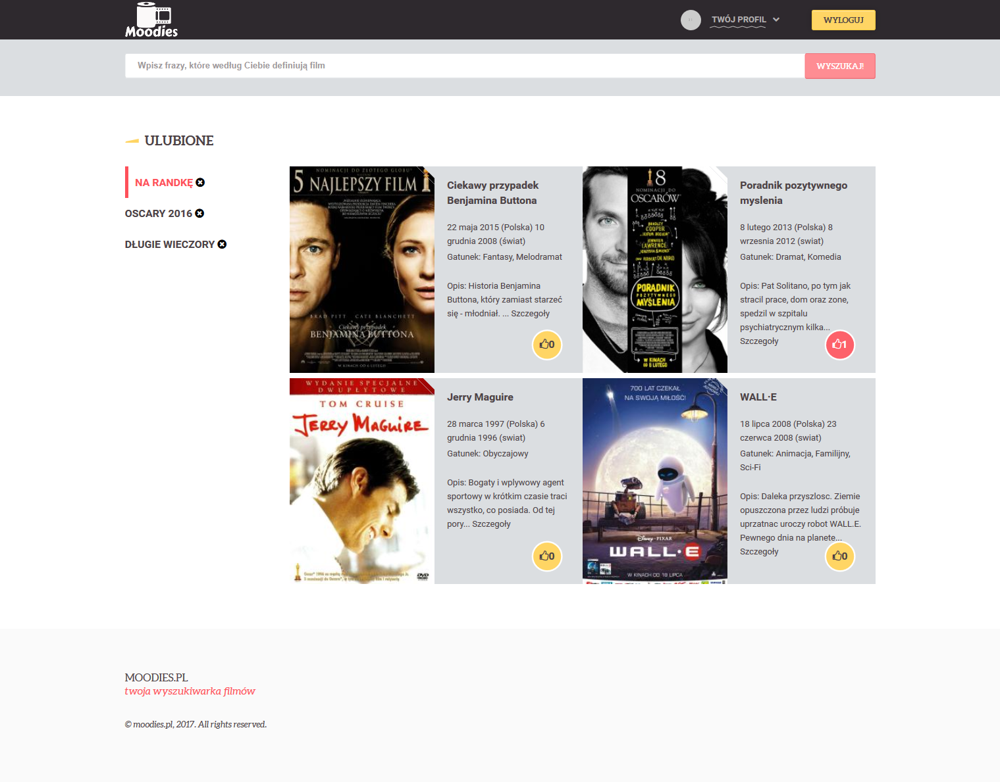 Moodies
TWÓJ PROFIL
WYLOGUJ
Wpisz frazy, które według Ciebie definiują film
WYSZUKAJ!
ULUBIONE
NA RANDKĘ
OSCARY 2016
DŁUGIE WIECZORY
NOMINACJI DO ZŁOTEGO GLOBU
5 NAJLEPSZY FILM
BRAD PITT CATE BLANCHETT
Ciekawy przypadek
BENJAMINA BUTTONA
W KINACH OD 6 LUTEGO
Ciekawy przypadek
Benjamina Buttona
22 maja 2015 (Polska) 10
grudnia 2008 (świat)
Gatunek: Fantasy, Melodramat
Opis: Historia Benjamina
Buttona, który zamiast starzeć
się - młodniał. ... Szczegoły
0
8
NOMINACJI DO
OSCARÓW
BRADLEY
COOPER
JENNIFER
LAWRENCE
ROBERT DE NIRO
PORADNIK
POZYTYWNEGO
MYŚLENIA
W KINACH
OD 8 LUTEGO
Poradnik pozytywnego
myslenia
8 lutego 2013 (Polska) 8
wrzesnia 2012 (swiat)
Gatunek: Dramat, Komedia
Opis: Pat Solitano, po tym jak
stracil prace, dom oraz zone,
spedzil w szpitalu
psychiatrycznym kilka...
Szczegoły
1
WYDANIE SPECJALNE
DWUPŁYTOWE
TOM CRUISE
JERRY MAGUIRE
DVD
Jerry Maguire
28 marca 1997 (Polska) 6
grudnia 1996 (swiat)
Gatunek: Obyczajowy
Opis: Bogaty i wplywowy agent
sportowy w krótkim czasie traci
wszystko, co posiada. Od tej
pory... Szczegoły
0
700 LAT CZEKAŁ
NA SWOJĄ MIŁOŚĆ!
DISNEY · PIXAR
WALL·E
W KINACH OD 18 LIPCA
WALL·E
18 lipca 2008 (Polska) 23
czerwca 2008 (swiat)
Gatunek: Animacja, Familijny,
Sci-Fi
Opis: Daleka przyszlosc. Ziemie
opuszczona przez ludzi próbuje
uprzatnac uroczy robot WALL.E.
Pewnego dnia na planete...
Szczegoły
0
MOODIES.PL
twoja wyszukiwarka filmów
© moodies.pl, 2017. All rights reserved.